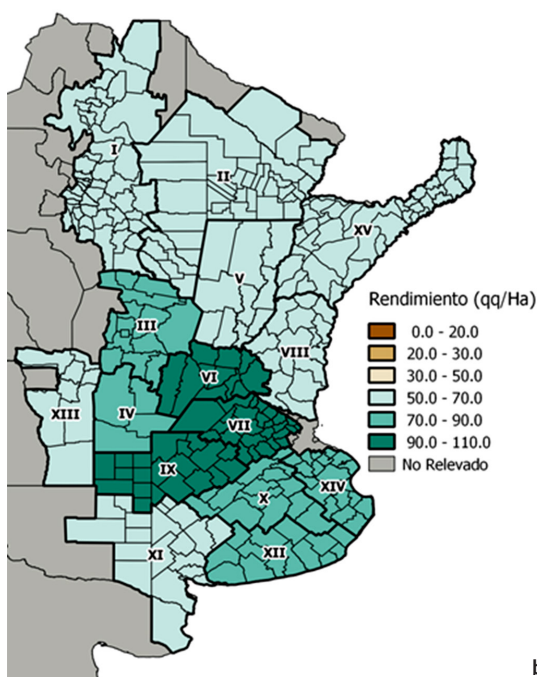 I
II
XV
V
Rendimiento (qq/Ha)
0.0 - 20.0
20.0 - 30.0
30.0 - 50.0
50.0 - 70.0
70.0 - 90.0
90.0 - 110.0
No Relevado
III
VIII
VI
XIII
IV
VII
IX
XIV
X
XI
XII
b